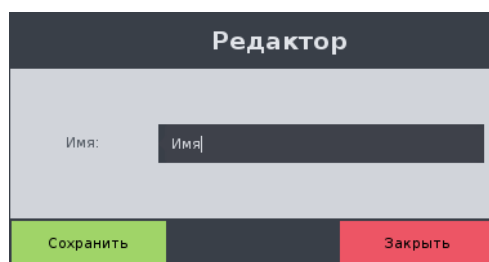 Редактор
Имя: Имя
Сохранить Закрыть